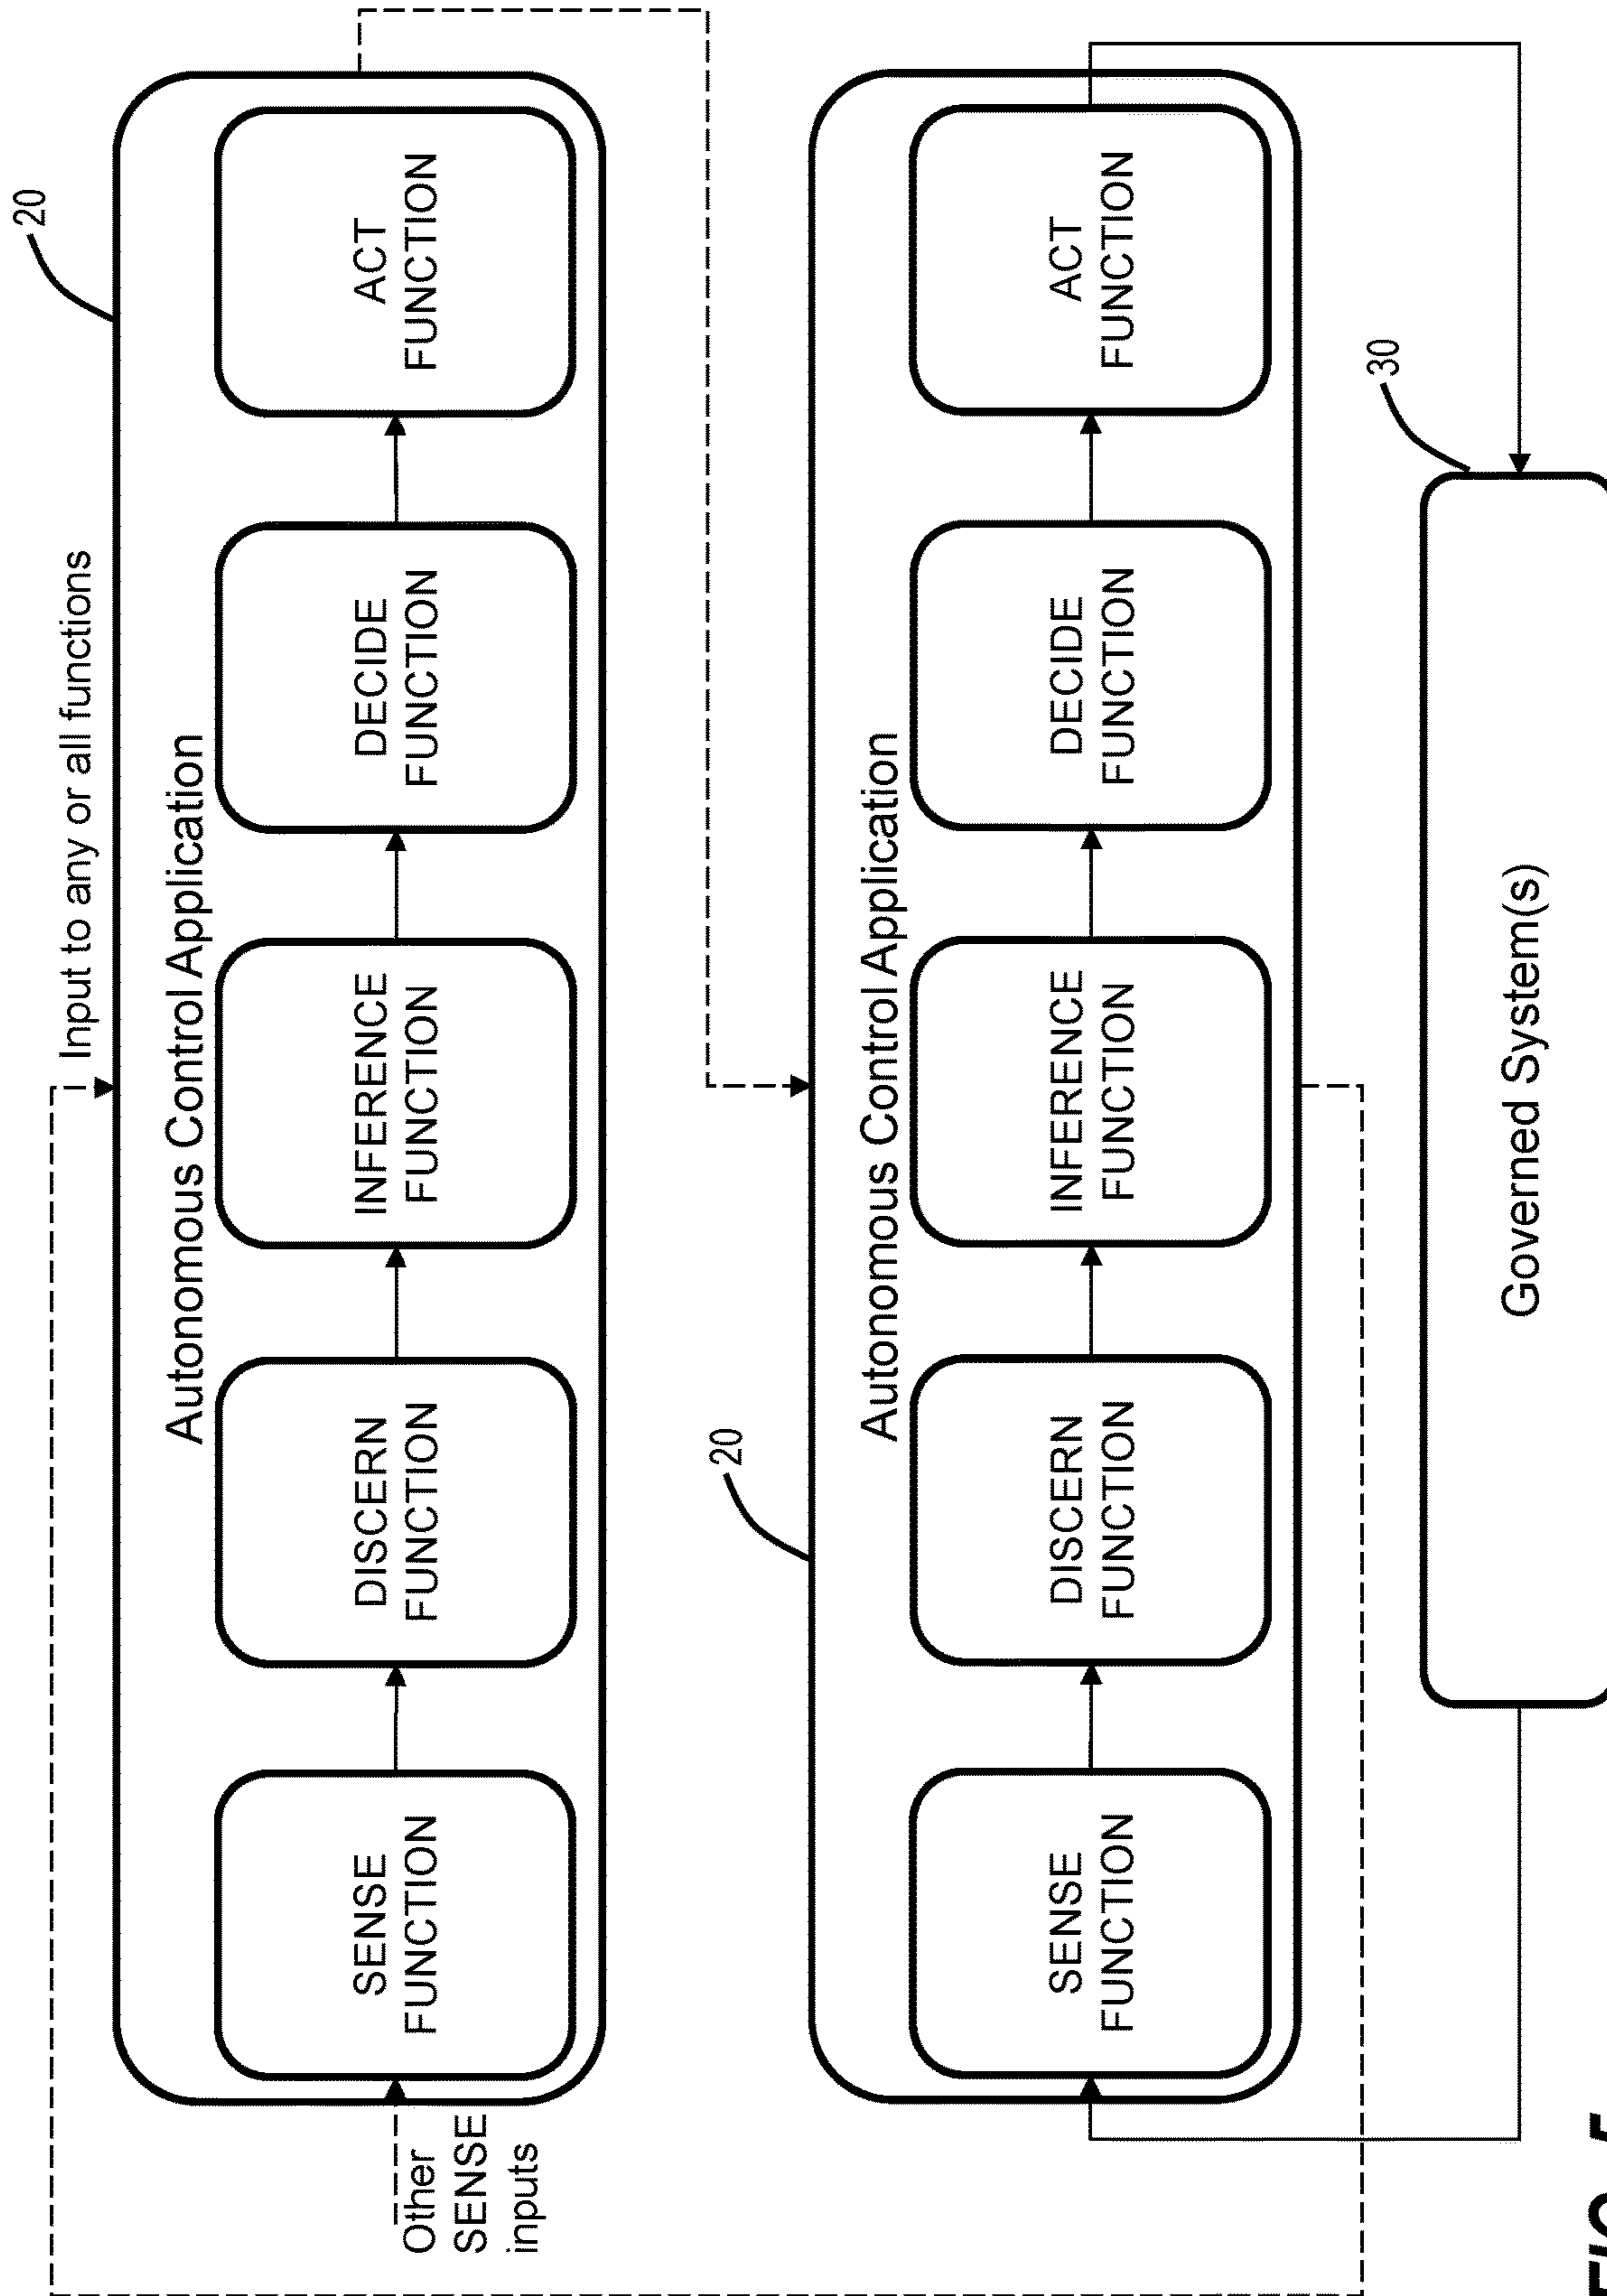 20
Input to any or all functions
Autonomous Control Application
SENSE
FUNCTION
DISCERN
FUNCTION
INFERENCE
FUNCTION
DECIDE
FUNCTION
ACT
FUNCTION
Other
SENSE
inputs
20
Autonomous Control Application
SENSE
FUNCTION
DISCERN
FUNCTION
INFERENCE
FUNCTION
DECIDE
FUNCTION
ACT
FUNCTION
30
Governed System(s)